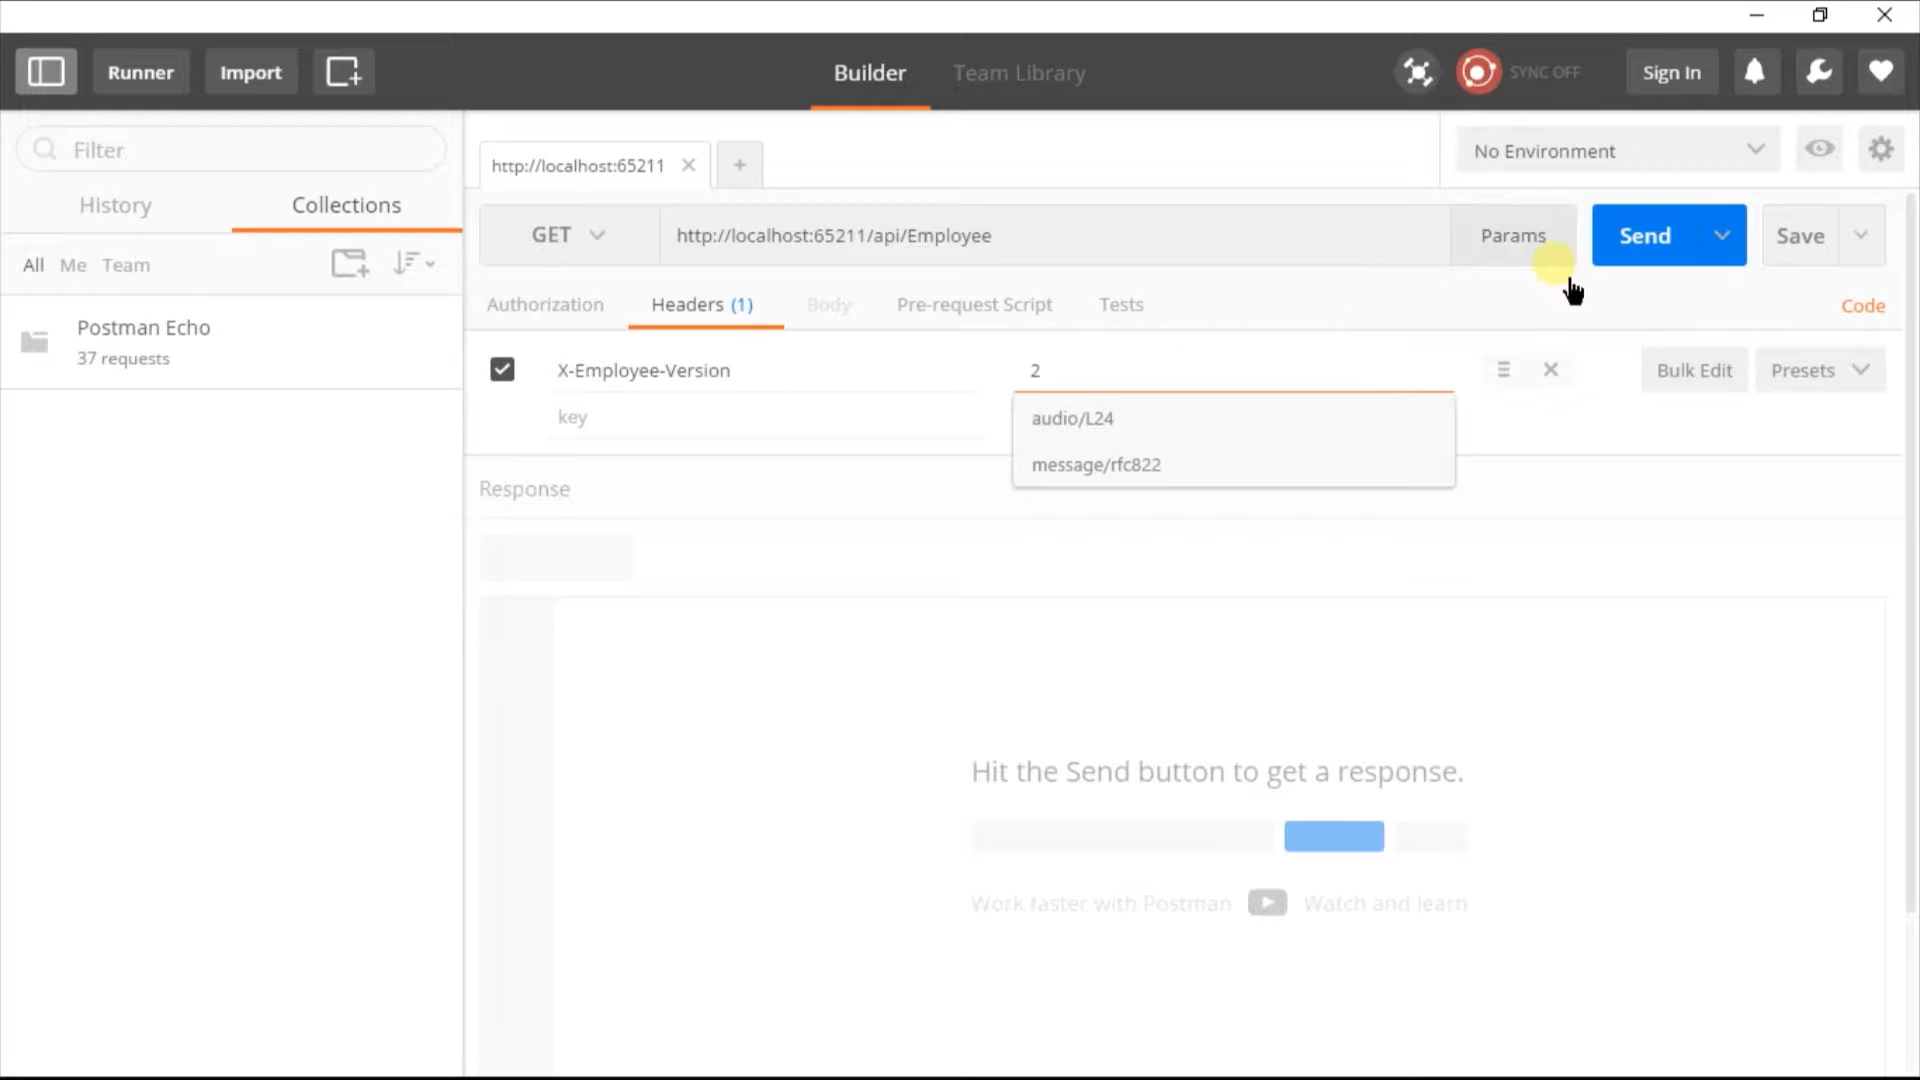 Runner
Import
Builder
Team Library
SYNC OFF
Sign In
Filter
History
Collections
All
Me
Team
Postman Echo
37 requests
http://localhost:65211
No Environment
GET
http://localhost:65211/api/Employee
Params
Send
Save
Authorization
Headers (1)
Body
Pre-request Script
Tests
Code
X-Employee-Version
2
Bulk Edit
Presets
key
audio/L24
message/rfc822
Response
Hit the Send button to get a response.
Work faster with Postman
Watch and learn